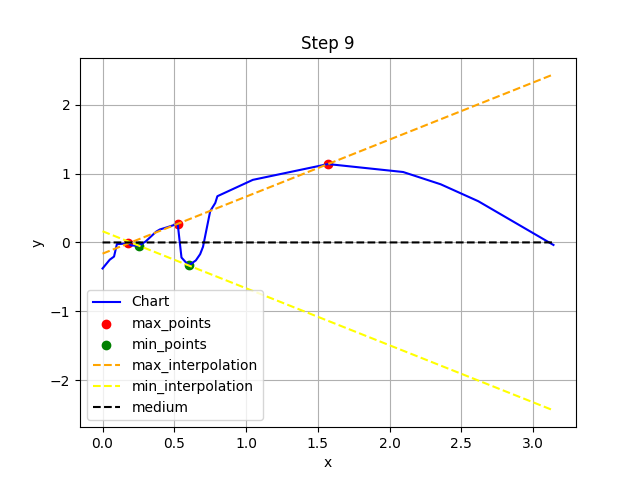 Step 9
y
2
1
0
−1
−2
Chart
max_points
min_points
max_interpolation
min_interpolation
medium
0.0 0.5 1.0 1.5 2.0 2.5 3.0
x